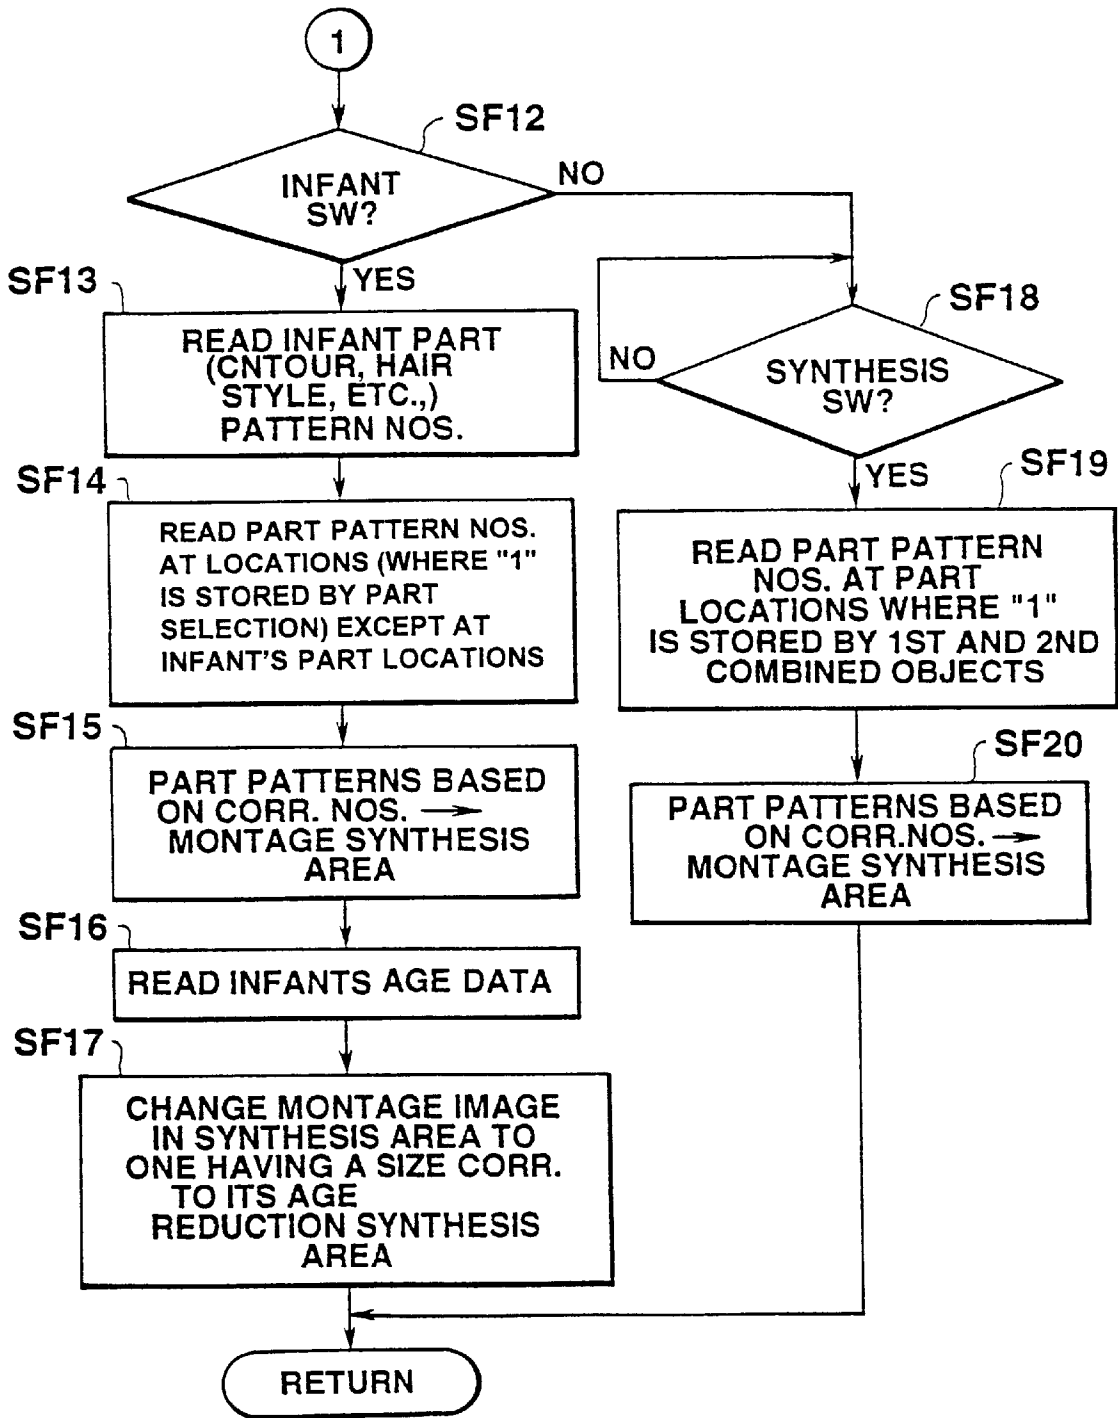 1
SF12
INFANT
SW?
NO
YES
SF13
READ INFANT PART
(CNTOUR, HAIR
STYLE, ETC.,)
PATTERN NOS.
SF14
READ PART PATTERN NOS.
AT LOCATIONS (WHERE "1"
IS STORED BY PART
SELECTION) EXCEPT AT
INFANT'S PART LOCATIONS
SF15
PART PATTERNS BASED
ON CORR. NOS. →
MONTAGE SYNTHESIS
AREA
SF16
READ INFANTS AGE DATA
SF17
CHANGE MONTAGE IMAGE
IN SYNTHESIS AREA TO
ONE HAVING A SIZE CORR.
TO ITS AGE
REDUCTION SYNTHESIS
AREA
SF18
SYNTHESIS
SW?
NO
YES
SF19
READ PART PATTERN
NOS. AT PART
LOCATIONS WHERE "1"
IS STORED BY 1ST AND 2ND
COMBINED OBJECTS
SF20
PART PATTERNS BASED
ON CORR.NOS. →
MONTAGE SYNTHESIS
AREA
RETURN